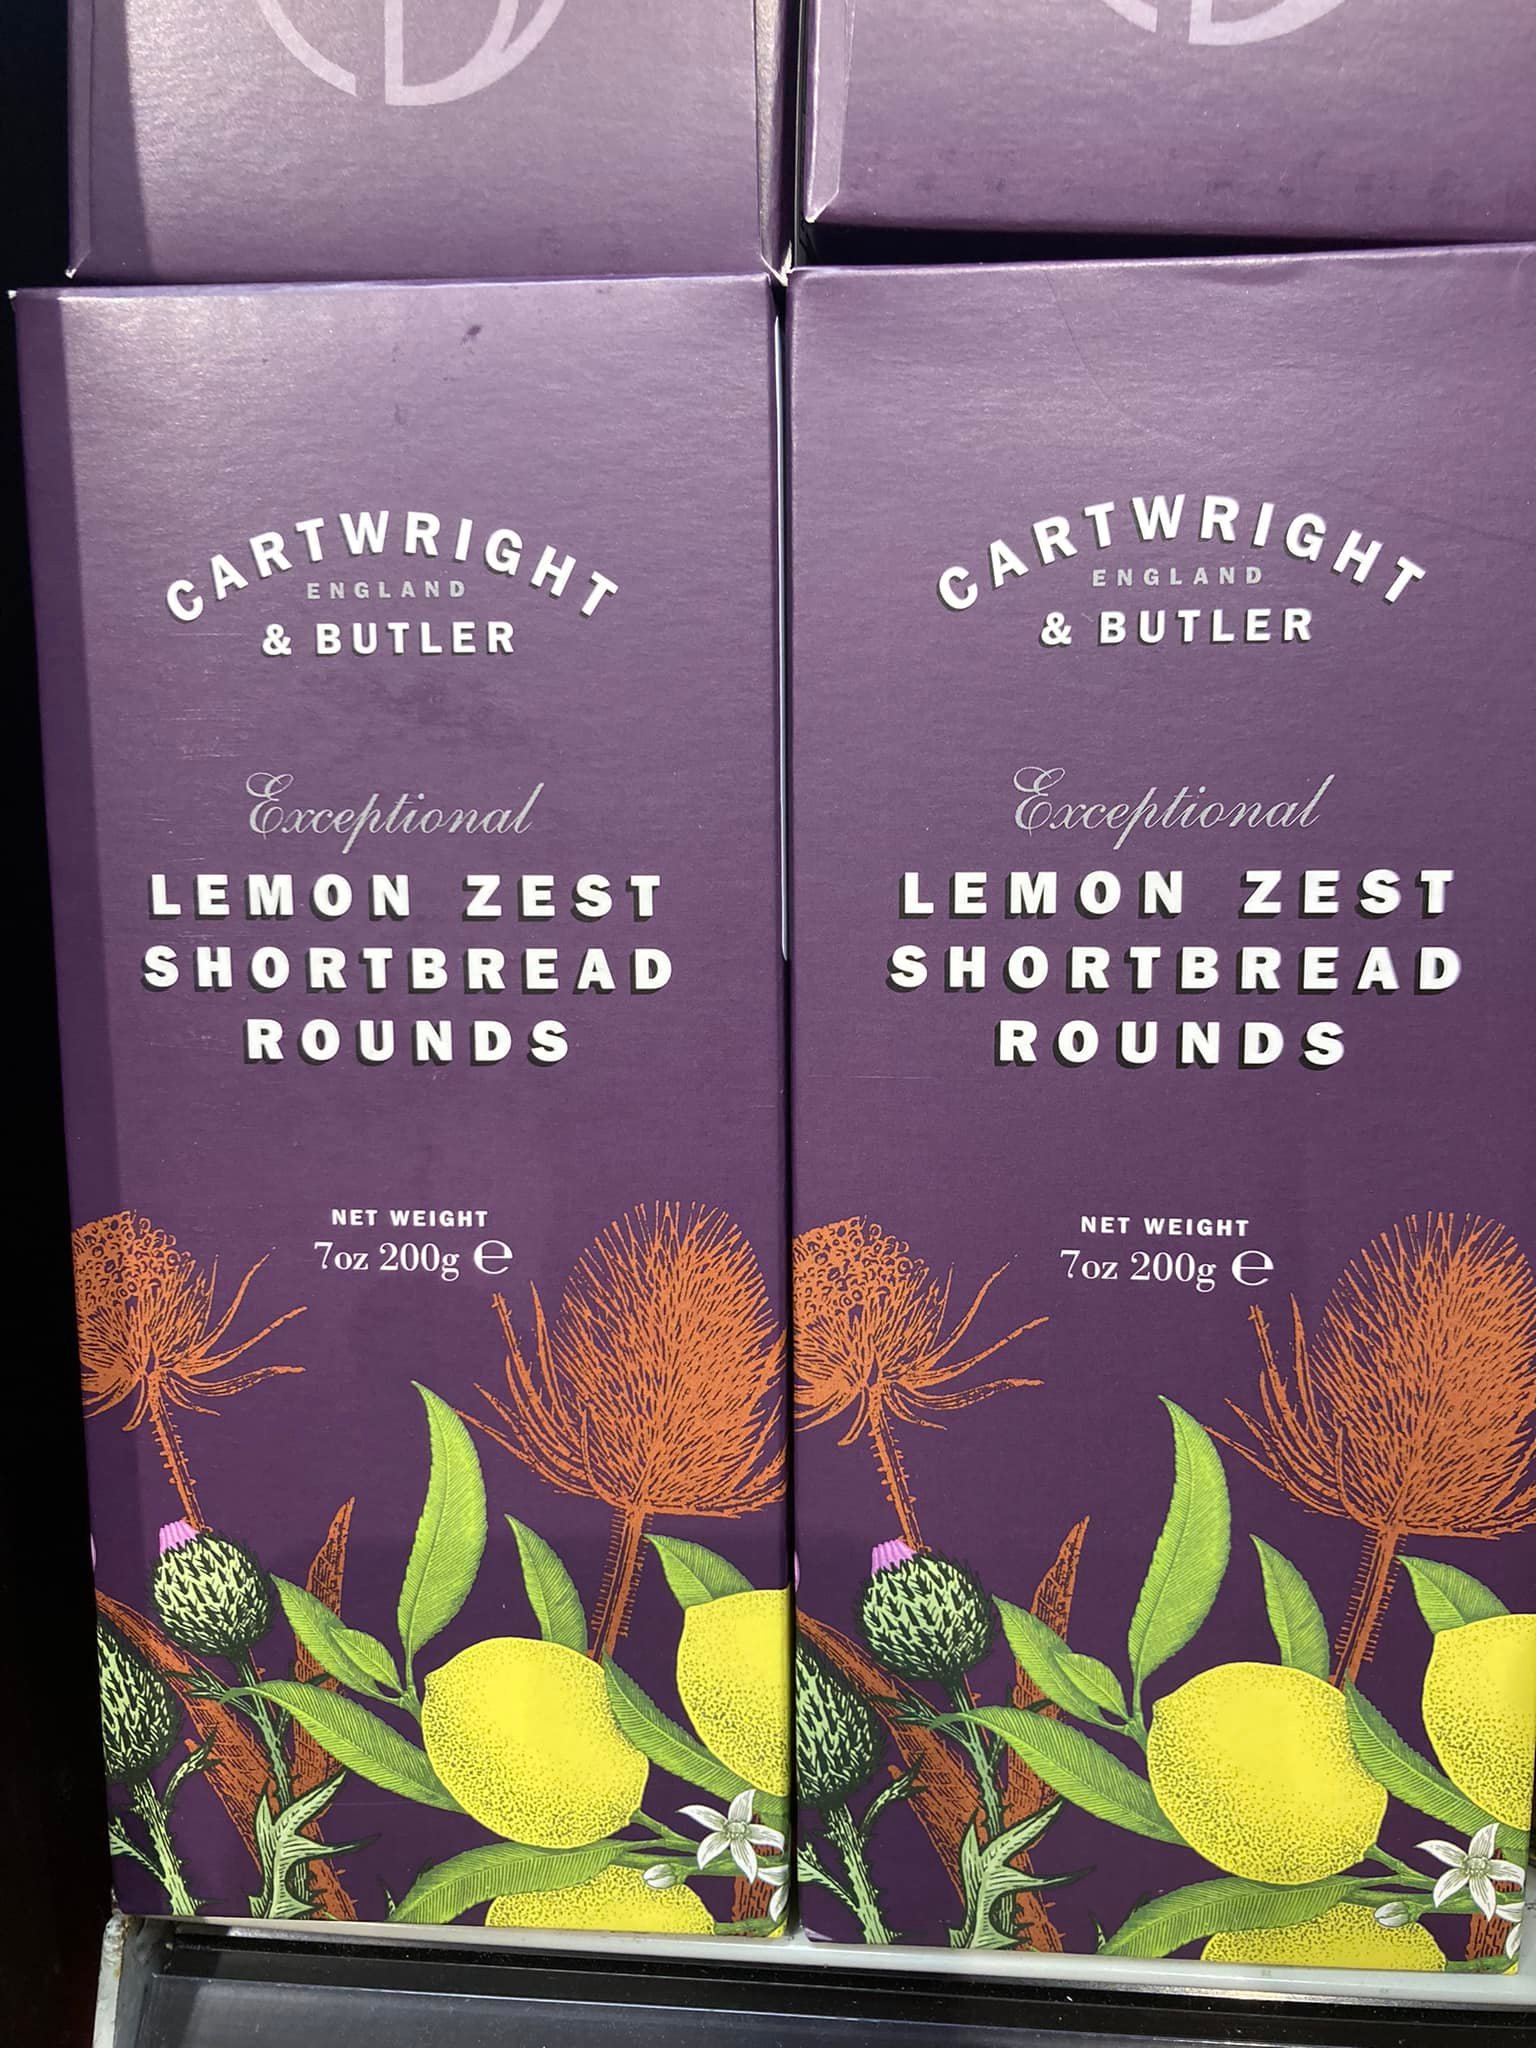 CARTWRIGHT
ENGLAND
& BUTLER
Exceptional
LEMON ZEST
SHORTBREAD
ROUNDS
NET WEIGHT
7oz 200g ℮
CARTWRIGHT
ENGLAND
& BUTLER
Exceptional
LEMON ZEST
SHORTBREAD
ROUNDS
NET WEIGHT
7oz 200g ℮